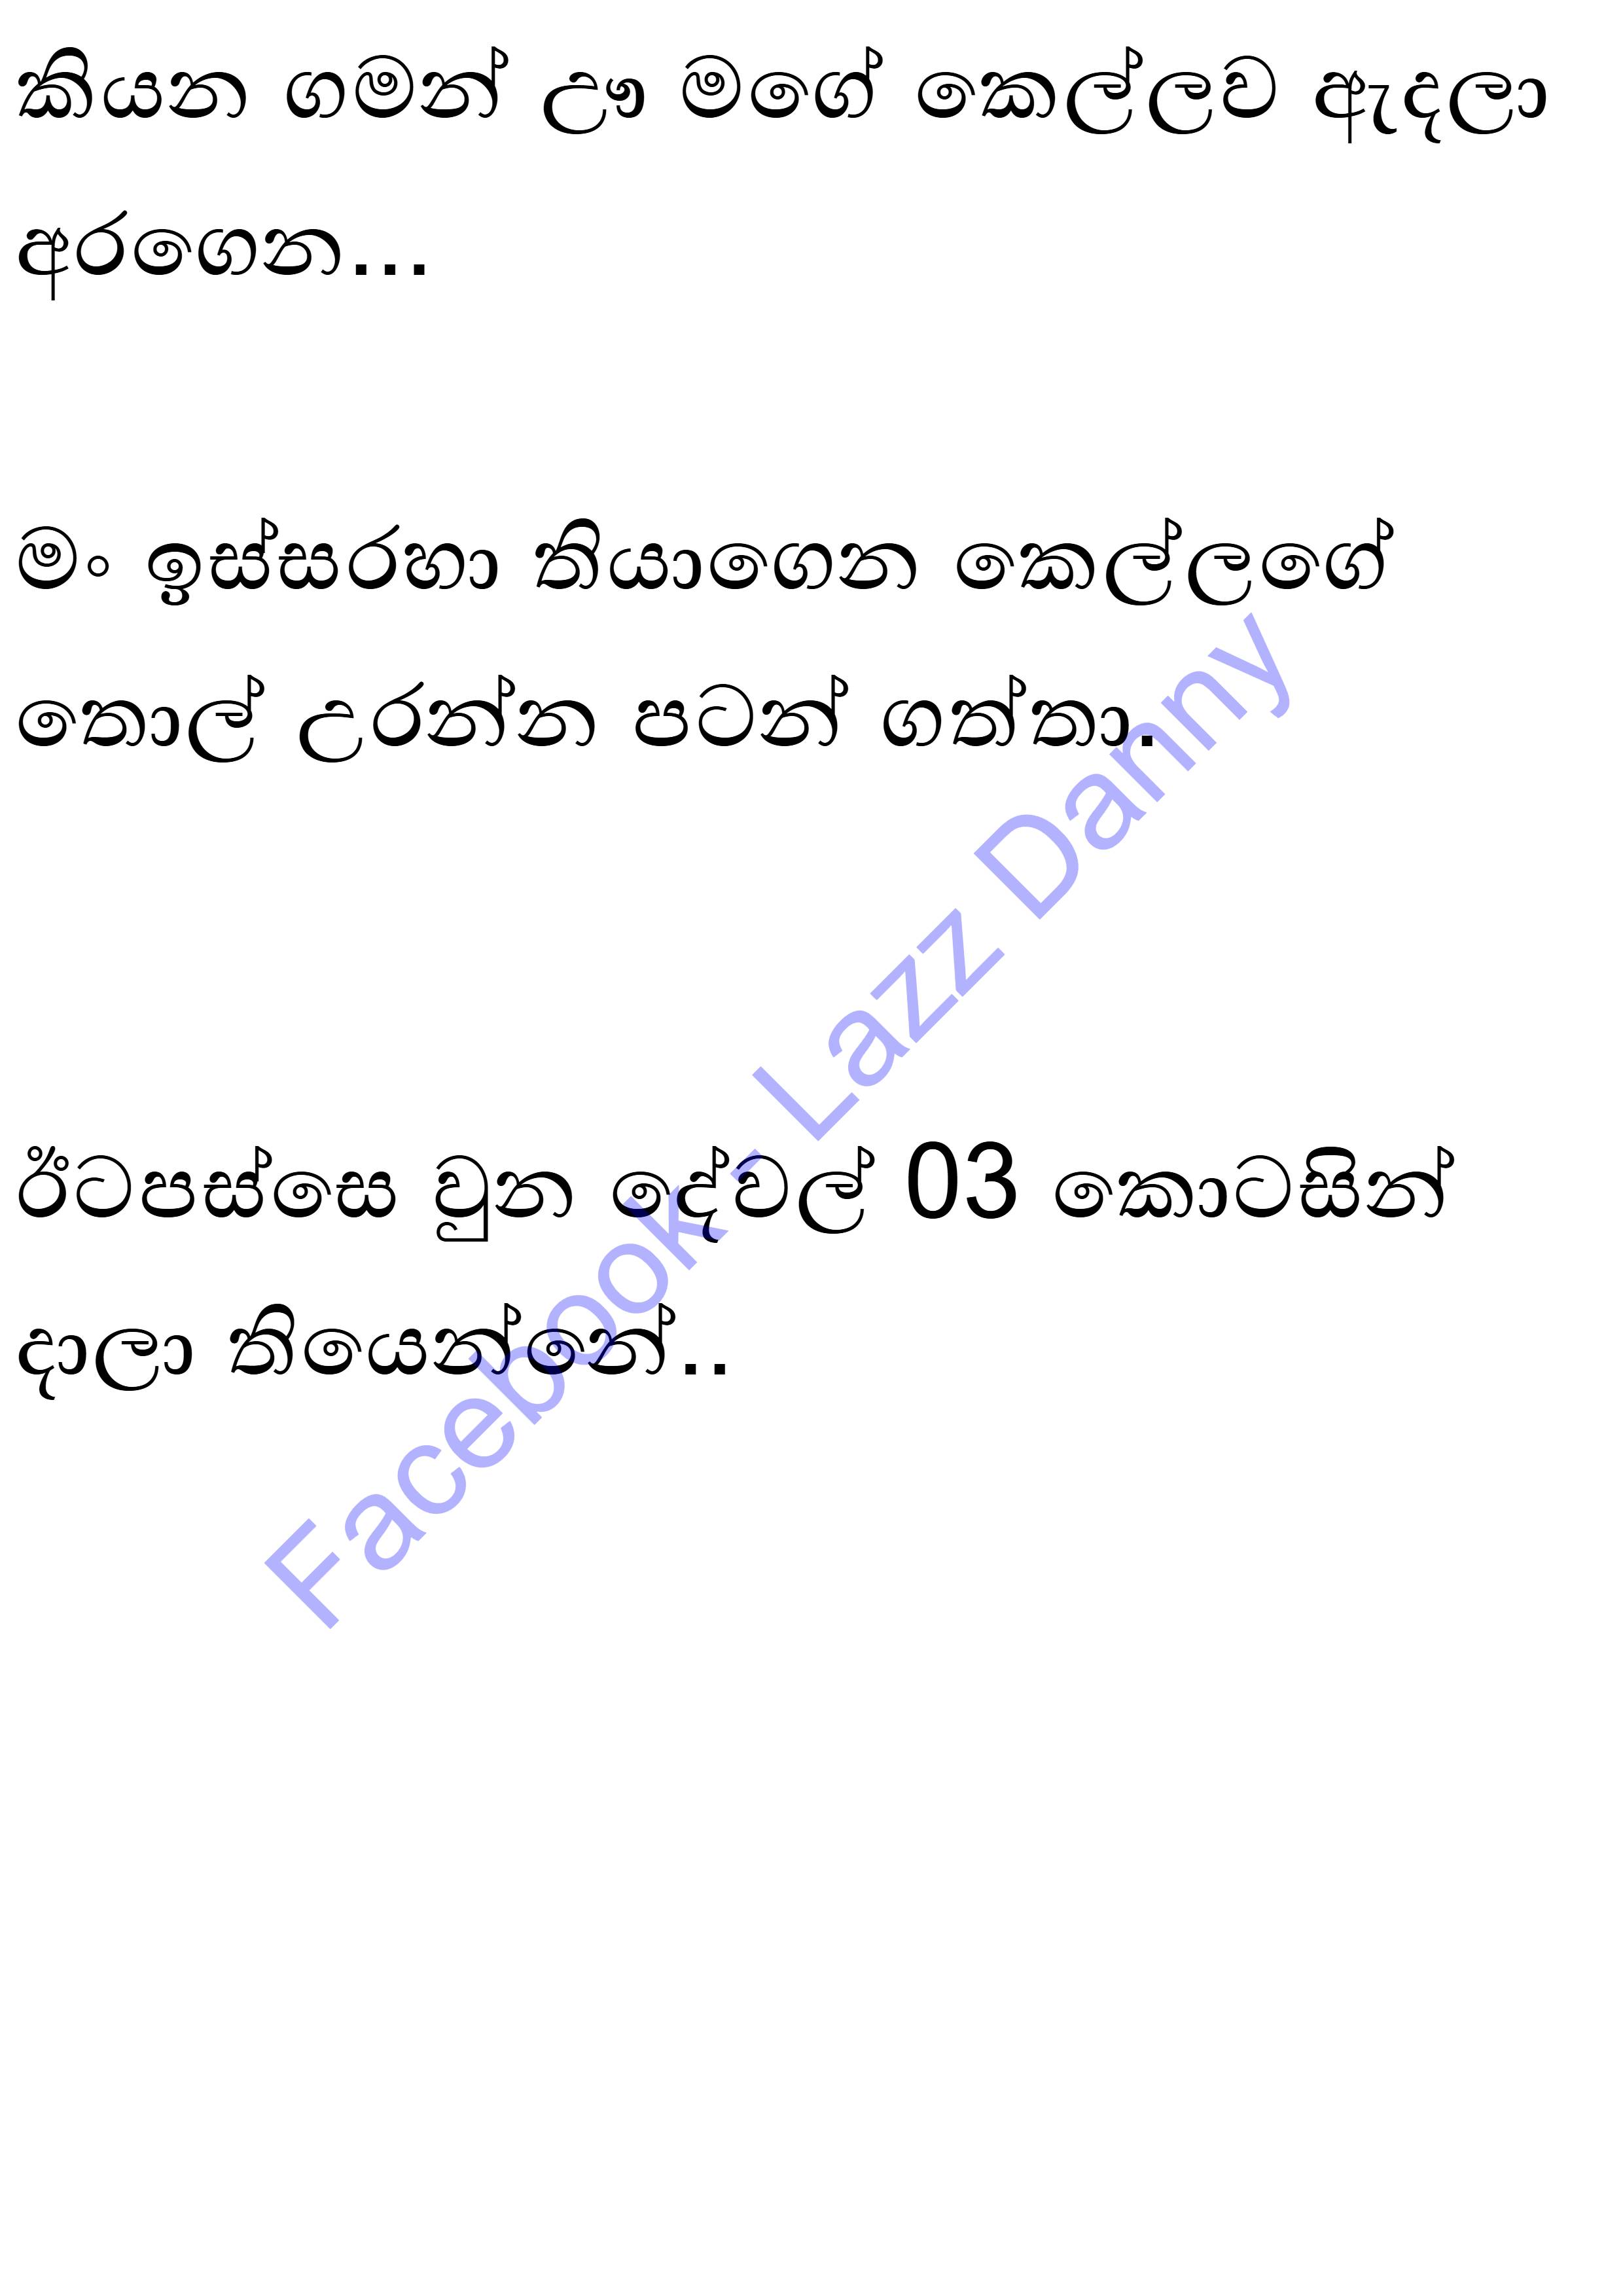 කියන ගමන් ඌ මගේ කෙල්ලව ඇදලා
අරගෙන...
මං ඉස්සරහා තියාගෙන කෙල්ලගේ
තොල් උරන්න පටන් ගත්තා.
ඊටපස්සෙ වුන දේවල් 03 කොටසින්
දාලා තියෙන්නේ..
Facebook- Lazz Danny